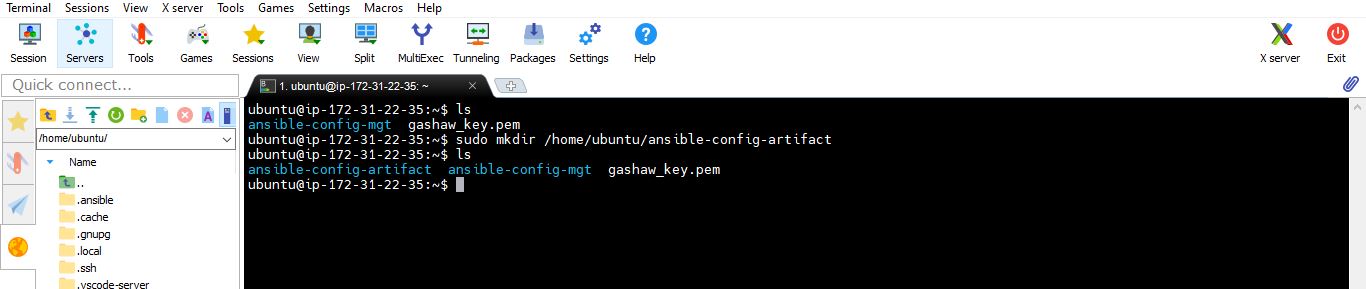 Terminal Sessions View X server Tools Games Settings Macros Help
Session Servers Tools Games Sessions View Split MultiExec Tunneling Packages Settings Help X server Exit
Quick connect...
1. ubuntu@ip-172-31-22-35: ~
/home/ubuntu/
Name
..
.ansible
.cache
.gnupg
.local
.ssh
.vscode-server
ubuntu@ip-172-31-22-35:~$ ls
ansible-config-mgt gashaw_key.pem
ubuntu@ip-172-31-22-35:~$ sudo mkdir /home/ubuntu/ansible-config-artifact
ubuntu@ip-172-31-22-35:~$ ls
ansible-config-artifact ansible-config-mgt gashaw_key.pem
ubuntu@ip-172-31-22-35:~$